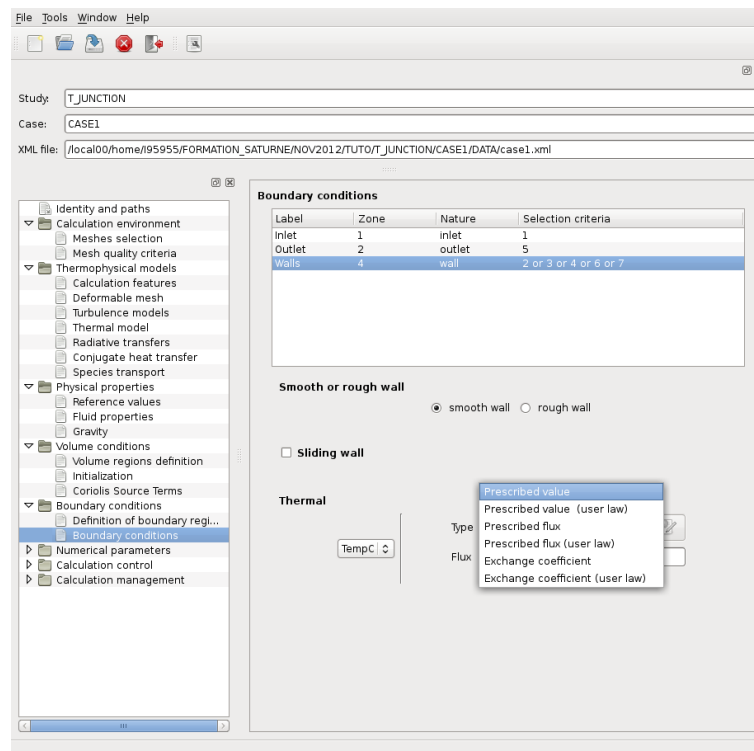 File Tools Window Help
Study: T_JUNCTION
Case: CASE1
XML file: /local00/home/I95955/FORMATION_SATURNE/NOV2012/TUTO/T_JUNCTION/CASE1/DATA/case1.xml
Identity and paths
Calculation environment
Meshes selection
Mesh quality criteria
Thermophysical models
Calculation features
Deformable mesh
Turbulence models
Thermal model
Radiative transfers
Conjugate heat transfer
Species transport
Physical properties
Reference values
Fluid properties
Gravity
Volume conditions
Volume regions definition
Initialization
Coriolis Source Terms
Boundary conditions
Definition of boundary regi...
Boundary conditions
Numerical parameters
Calculation control
Calculation management
Boundary conditions
Label Zone Nature Selection criteria
Inlet 1 inlet 1
Outlet 2 outlet 5
Walls 4 wall 2 or 3 or 4 or 6 or 7
Smooth or rough wall
smooth wall rough wall
Sliding wall
Thermal
TempC
Type
Flux
Prescribed value
Prescribed value (user law)
Prescribed flux
Prescribed flux (user law)
Exchange coefficient
Exchange coefficient (user law)